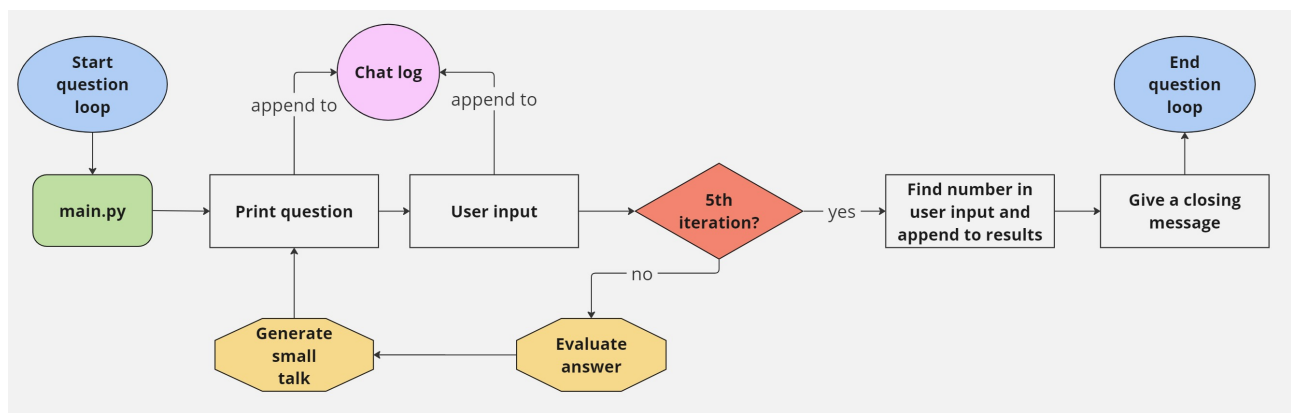 Start
question
loop
Chat log
End
question
loop
append to
append to
main.py
Print question
User input
5th
iteration?
yes
Find number in
user input and
append to results
Give a closing
message
no
Generate
small
talk
Evaluate
answer